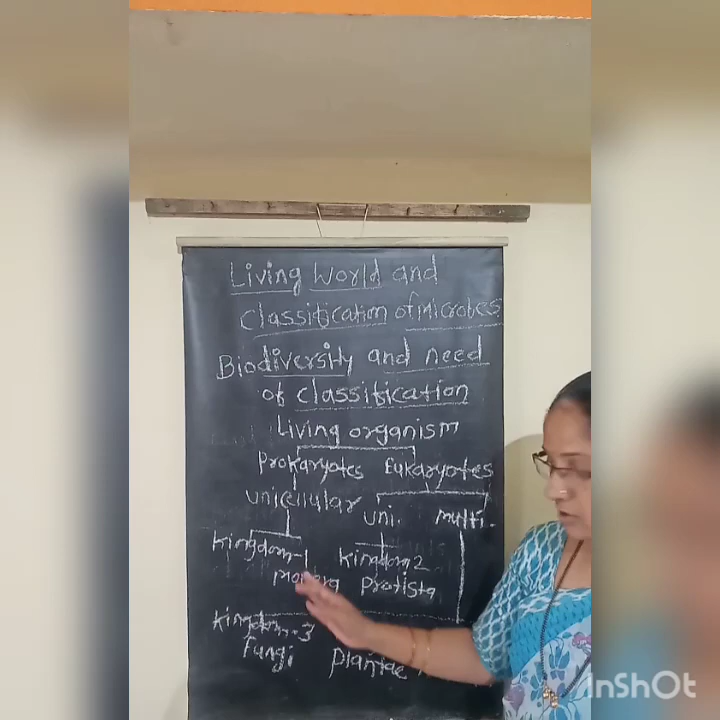 Living World and
Classification of Microbes
Biodiversity and need
of classification
Living organism
Prokaryotes Eukaryotes
unicellular uni. multi.
Kingdom-1 Kingdom 2
Protista
Kingdom-3
Fungi Plantae
InShOt